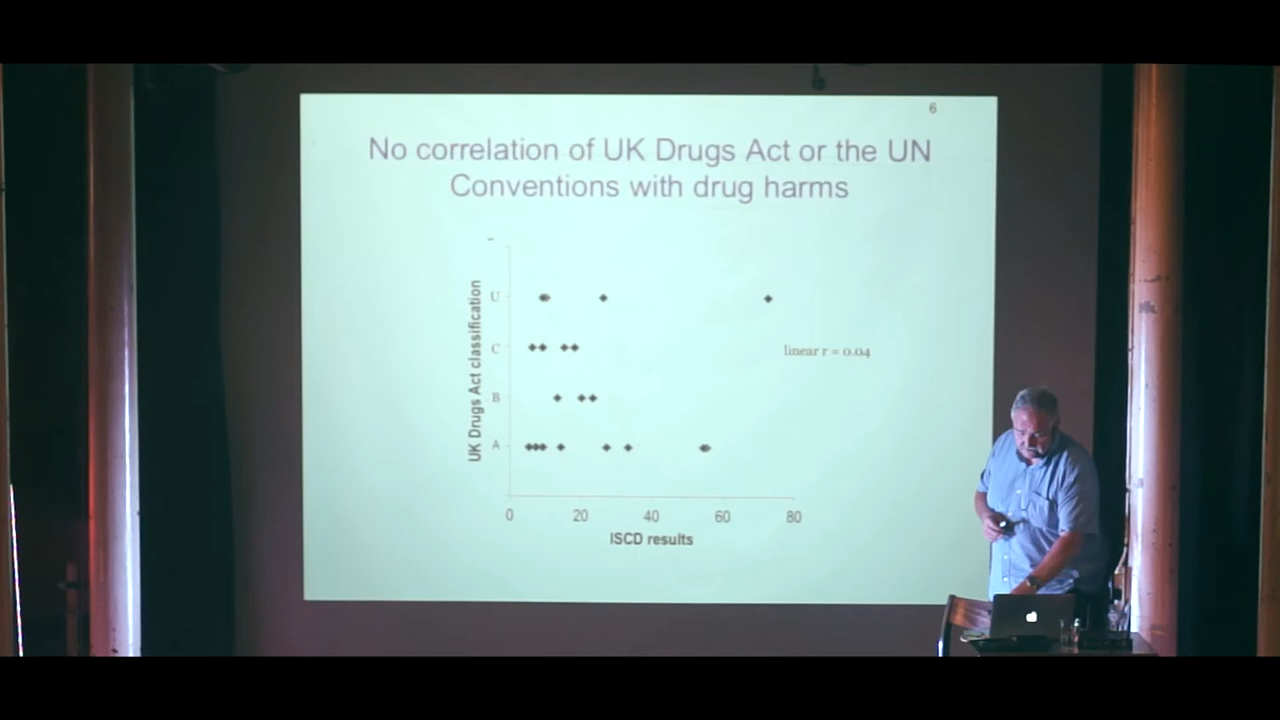 6
No correlation of UK Drugs Act or the UN
Conventions with drug harms
UK Drugs Act classification
U
C
B
A
linear r = 0.04
0 20 40 60 80
ISCD results